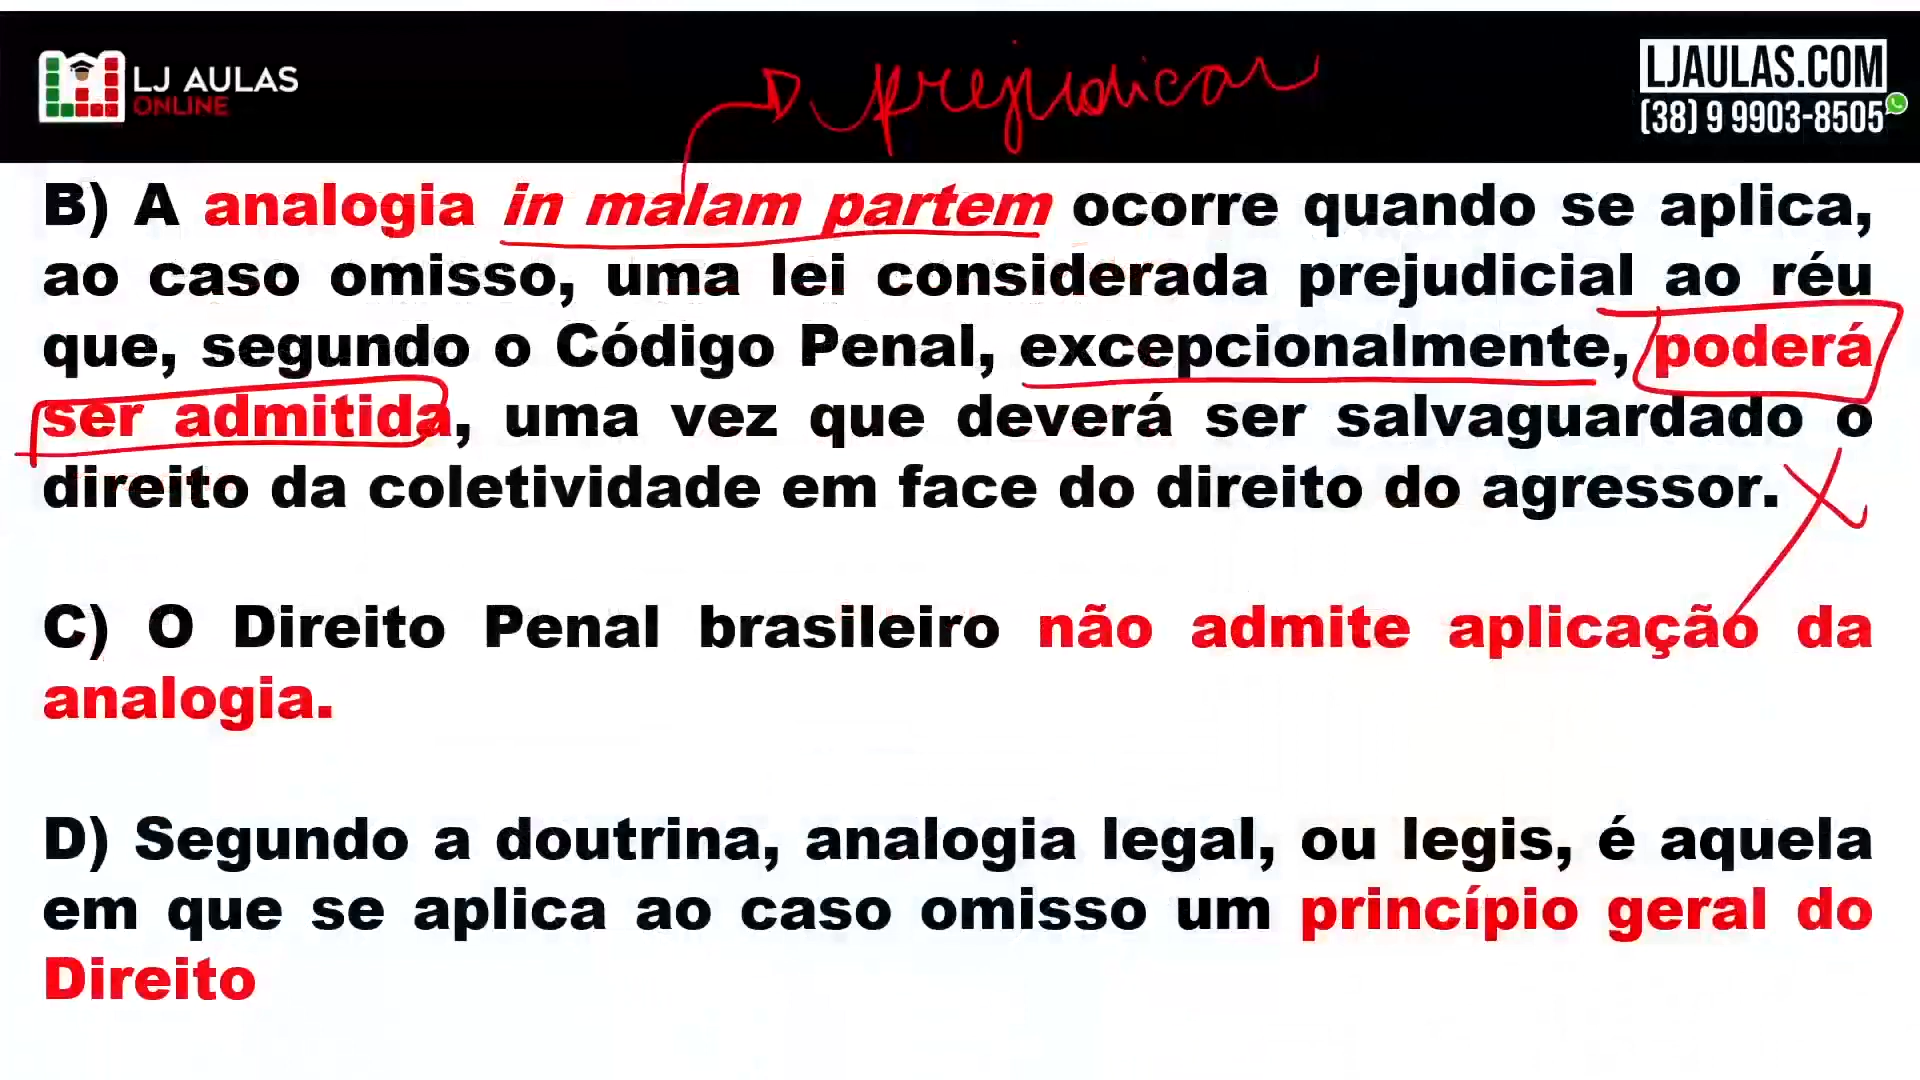 LJ AULAS
ONLINE
prejudicar
LJAULAS.COM
(38) 9 9903-8505
B) A analogia in malam partem ocorre quando se aplica,
ao caso omisso, uma lei considerada prejudicial ao réu
que, segundo o Código Penal, excepcionalmente, poderá
ser admitida, uma vez que deverá ser salvaguardado o
direito da coletividade em face do direito do agressor.
C) O Direito Penal brasileiro não admite aplicação da
analogia.
D) Segundo a doutrina, analogia legal, ou legis, é aquela
em que se aplica ao caso omisso um princípio geral do
Direito